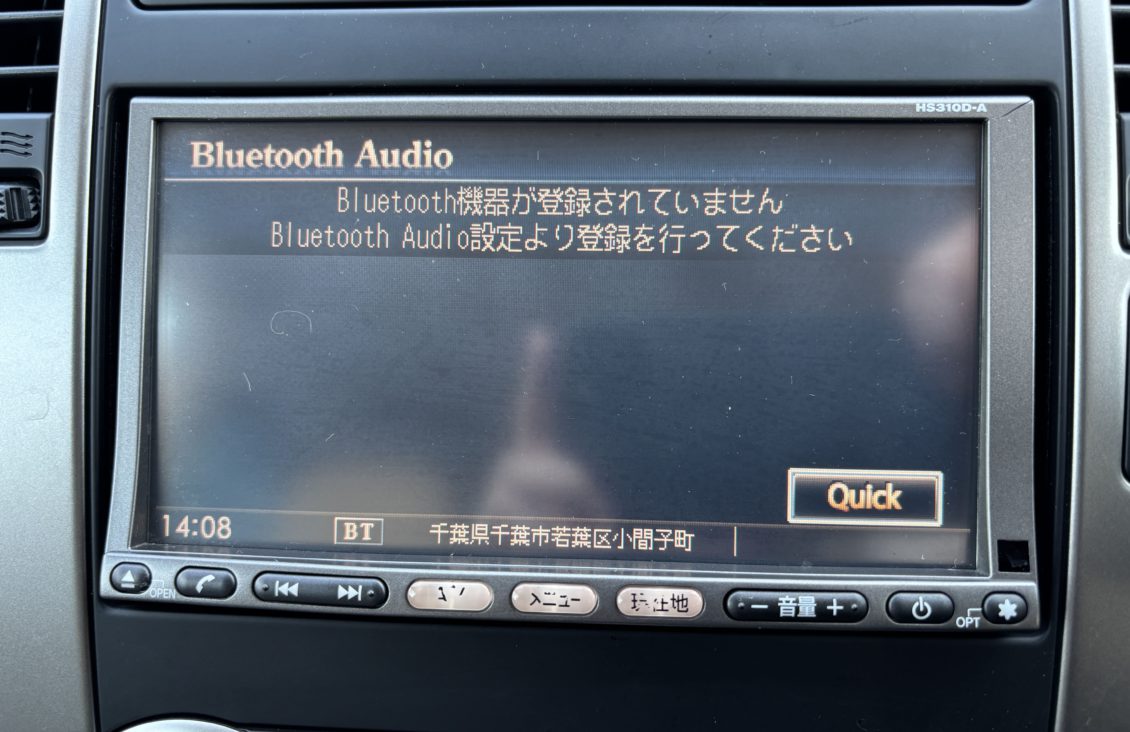 HS310D-A
Bluetooth Audio
Bluetooth機器が登録されていません
Bluetooth Audio設定より登録を行ってください
Quick
14:08 BT 千葉県千葉市若葉区小間子町
OPEN メニュー 現在地 － 音量 ＋ OPT